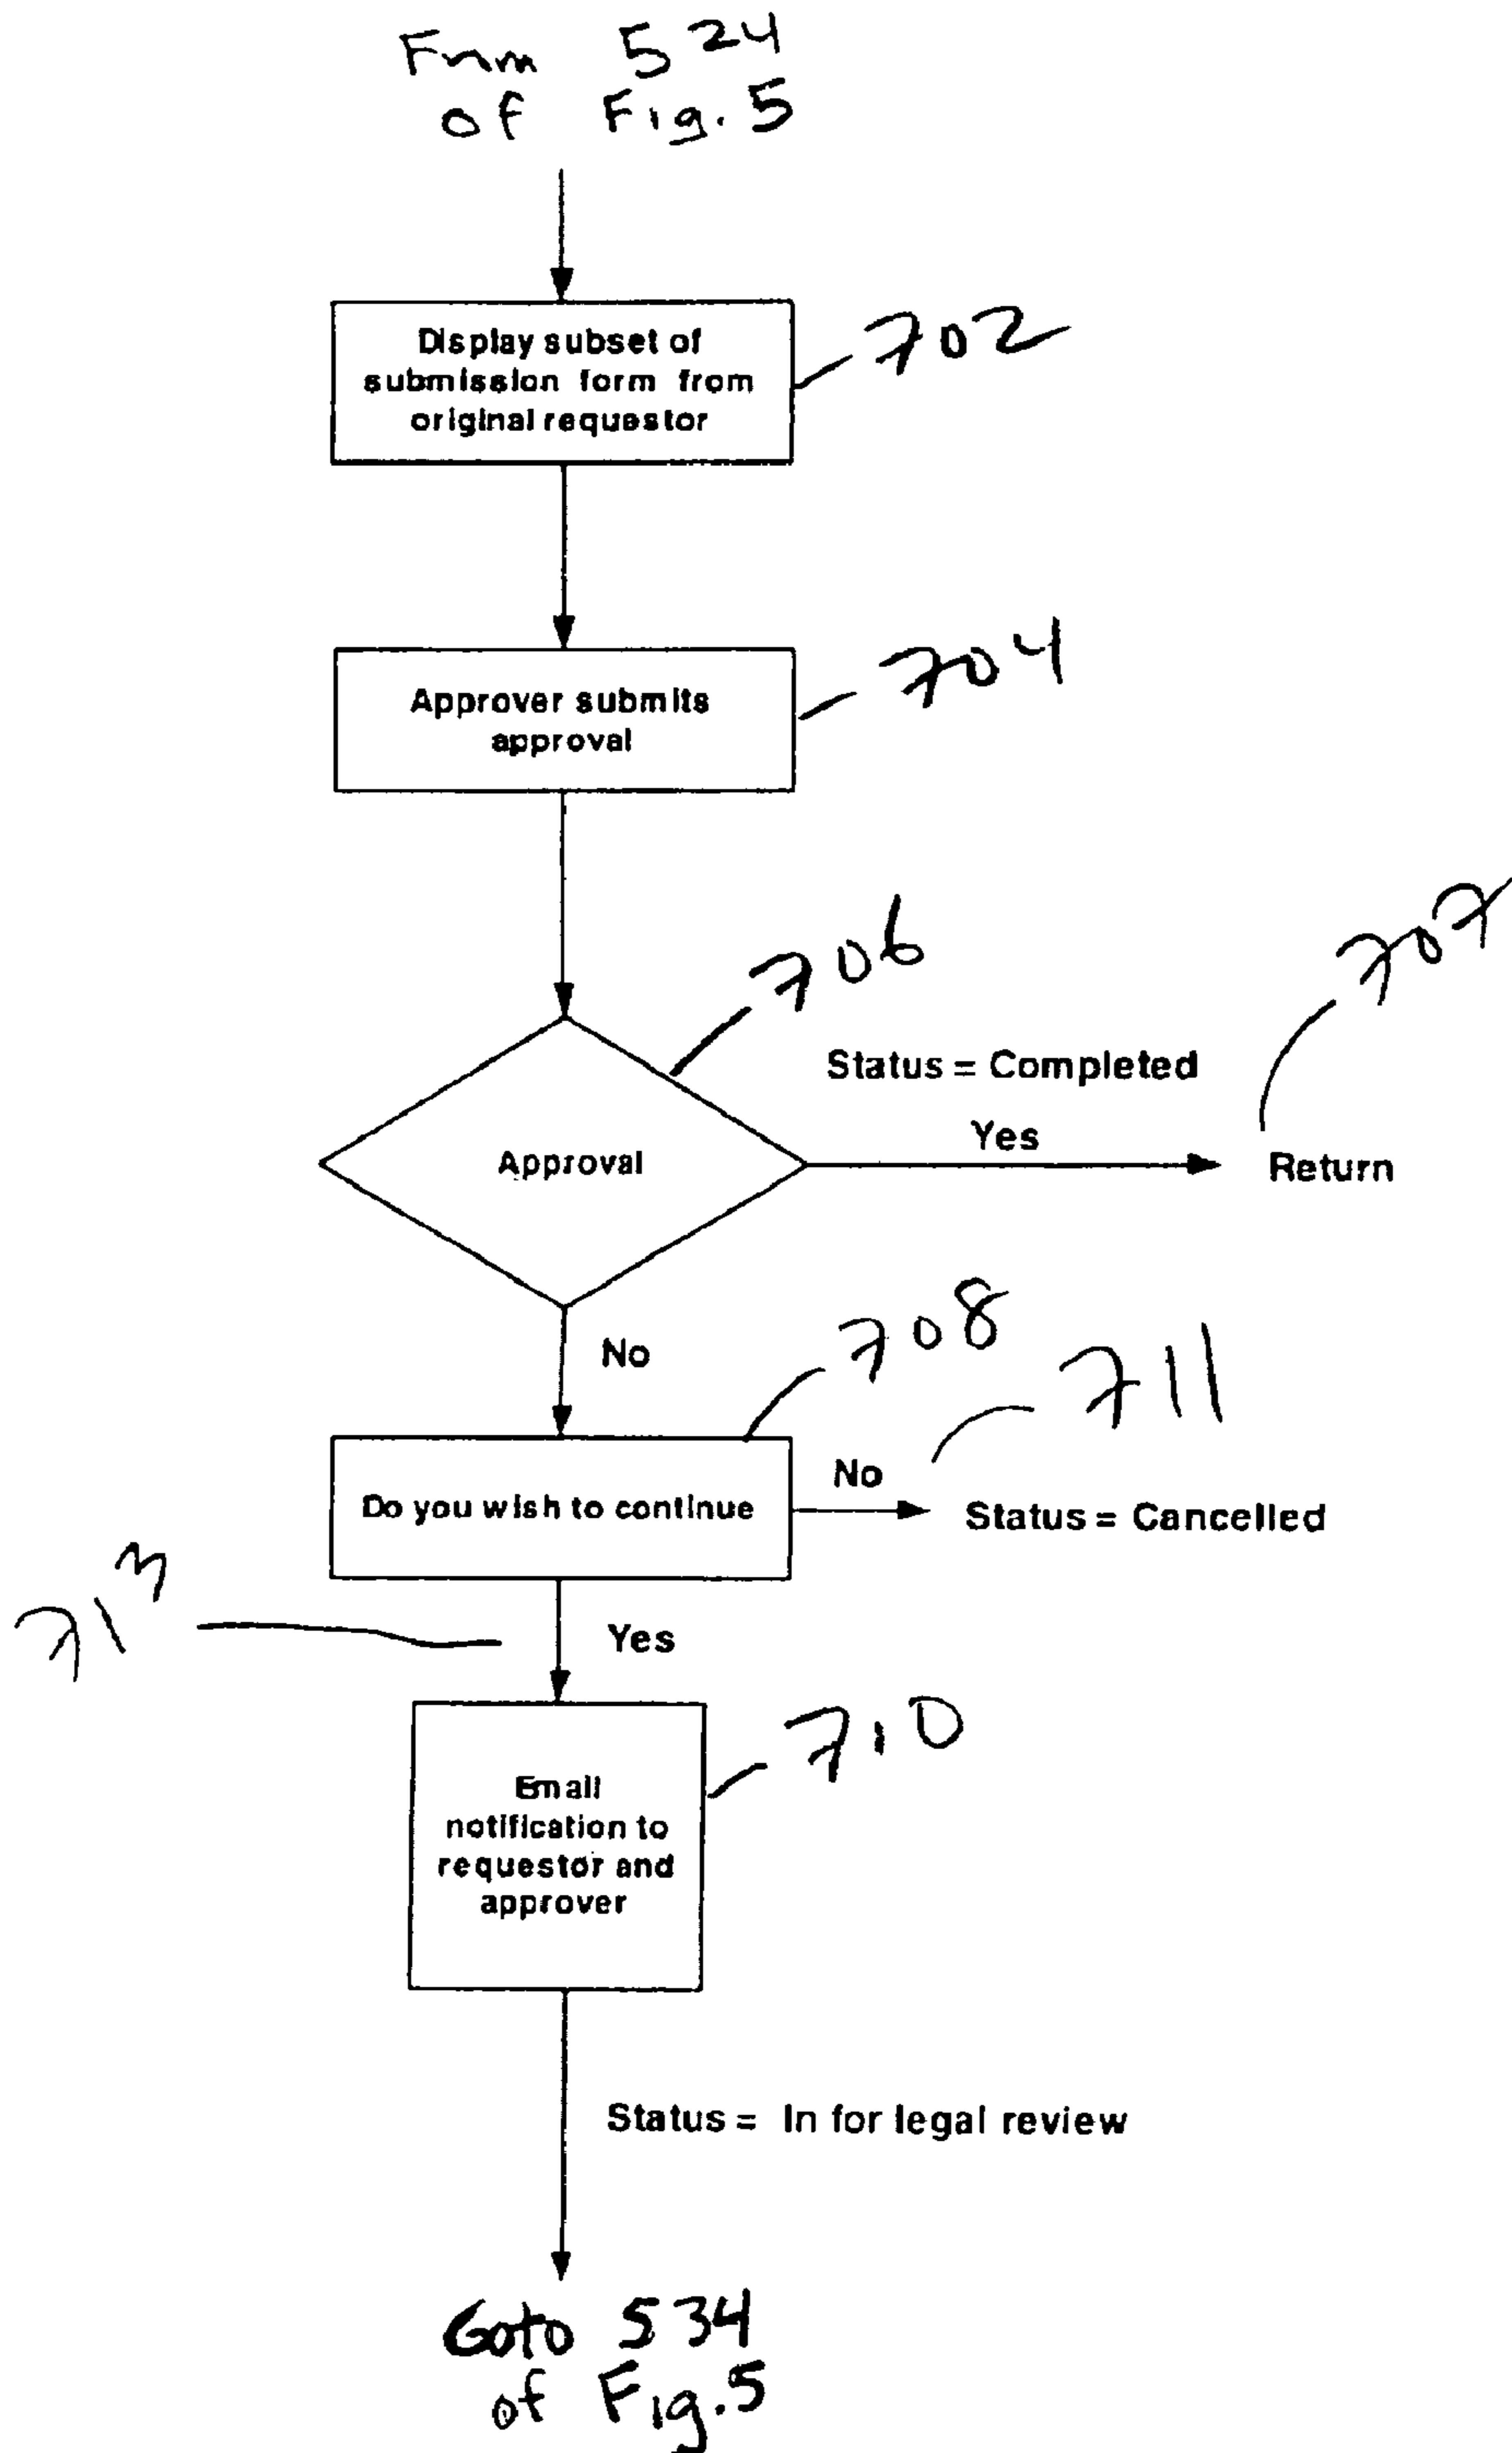 From 524
of Fig. 5
Display subset of
submission form from
original requestor
702
Approver submits
approval
704
706
707
Status = Completed
Approval
Yes
Return
No
708
711
Do you wish to continue
No
Status = Cancelled
713
Yes
710
Email
notification to
requestor and
approver
Status = In for legal review
Goto 534
of Fig.5